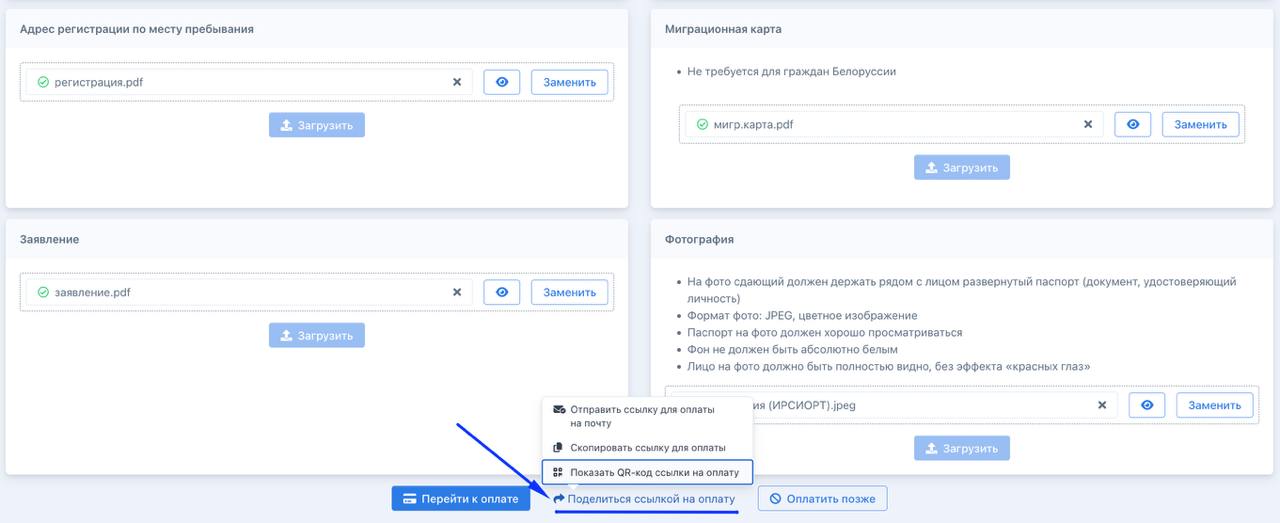 Адрес регистрации по месту пребывания
регистрация.pdf
Заменить
Загрузить
Миграционная карта
Не требуется для граждан Белоруссии
мигр.карта.pdf
Заменить
Загрузить
Заявление
заявление.pdf
Заменить
Загрузить
Фотография
На фото сдающий должен держать рядом с лицом развернутый паспорт (документ, удостоверяющий
личность)
Формат фото: JPEG, цветное изображение
Паспорт на фото должен хорошо просматриваться
Фон не должен быть абсолютно белым
Лицо на фото должно быть полностью видно, без эффекта «красных глаз»
(ИРСИОРТ).jpeg
Заменить
Загрузить
Отправить ссылку для оплаты
на почту
Скопировать ссылку для оплаты
Показать QR-код ссылки на оплату
Перейти к оплате
Поделиться ссылкой на оплату
Оплатить позже